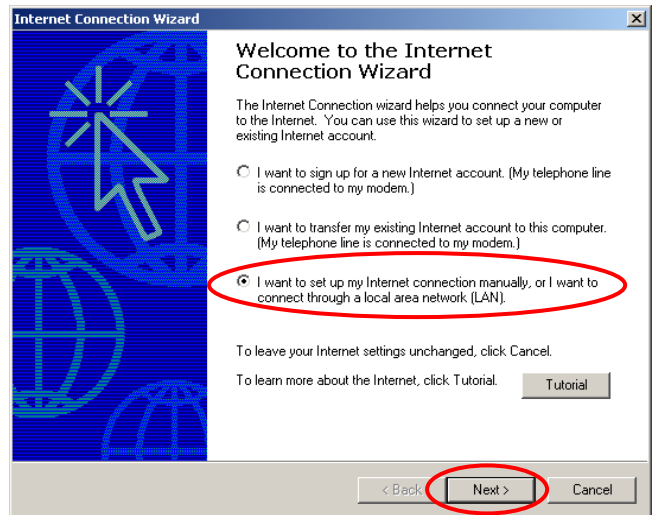 Internet Connection Wizard
Welcome to the Internet
Connection Wizard
The Internet Connection wizard helps you connect your computer
to the Internet. You can use this wizard to set up a new or
existing Internet account.
I want to sign up for a new Internet account. (My telephone line
is connected to my modem.)
I want to transfer my existing Internet account to this computer.
(My telephone line is connected to my modem.)
I want to set up my Internet connection manually, or I want to
connect through a local area network (LAN).
To leave your Internet settings unchanged, click Cancel.
To learn more about the Internet, click Tutorial.
Tutorial
< Back
Next >
Cancel